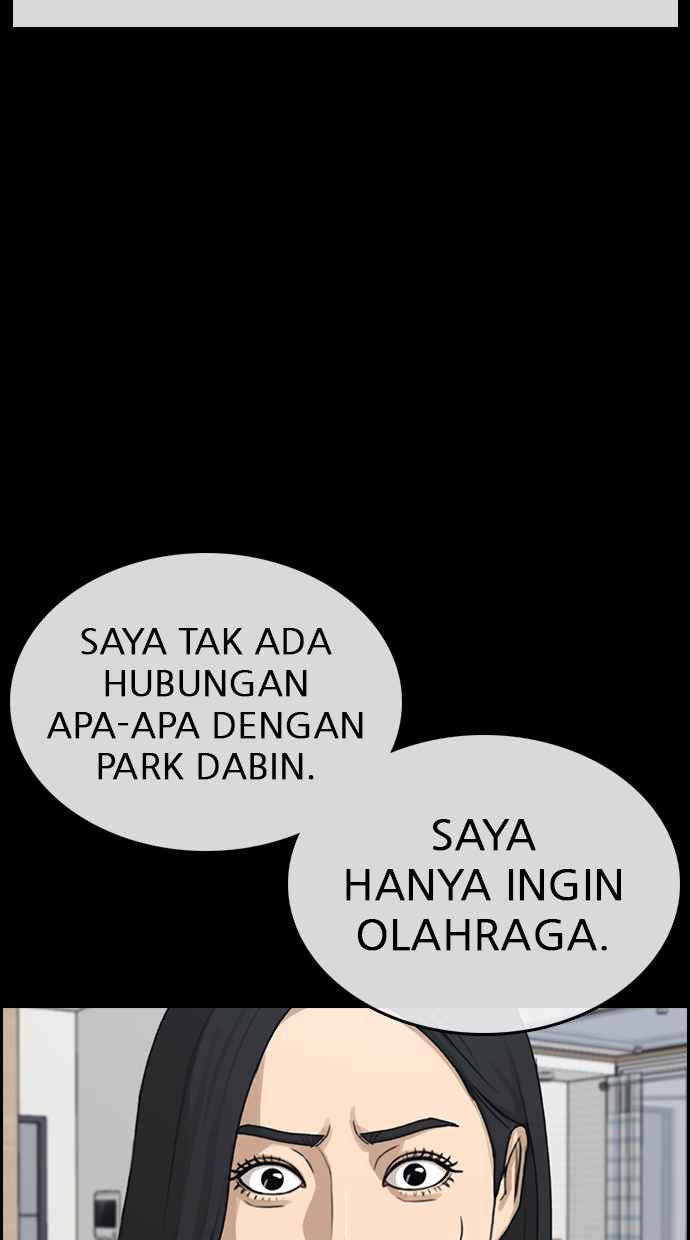 SAYA TAK ADA
HUBUNGAN
APA-APA DENGAN
PARK DABIN.
SAYA
HANYA INGIN
OLAHRAGA.